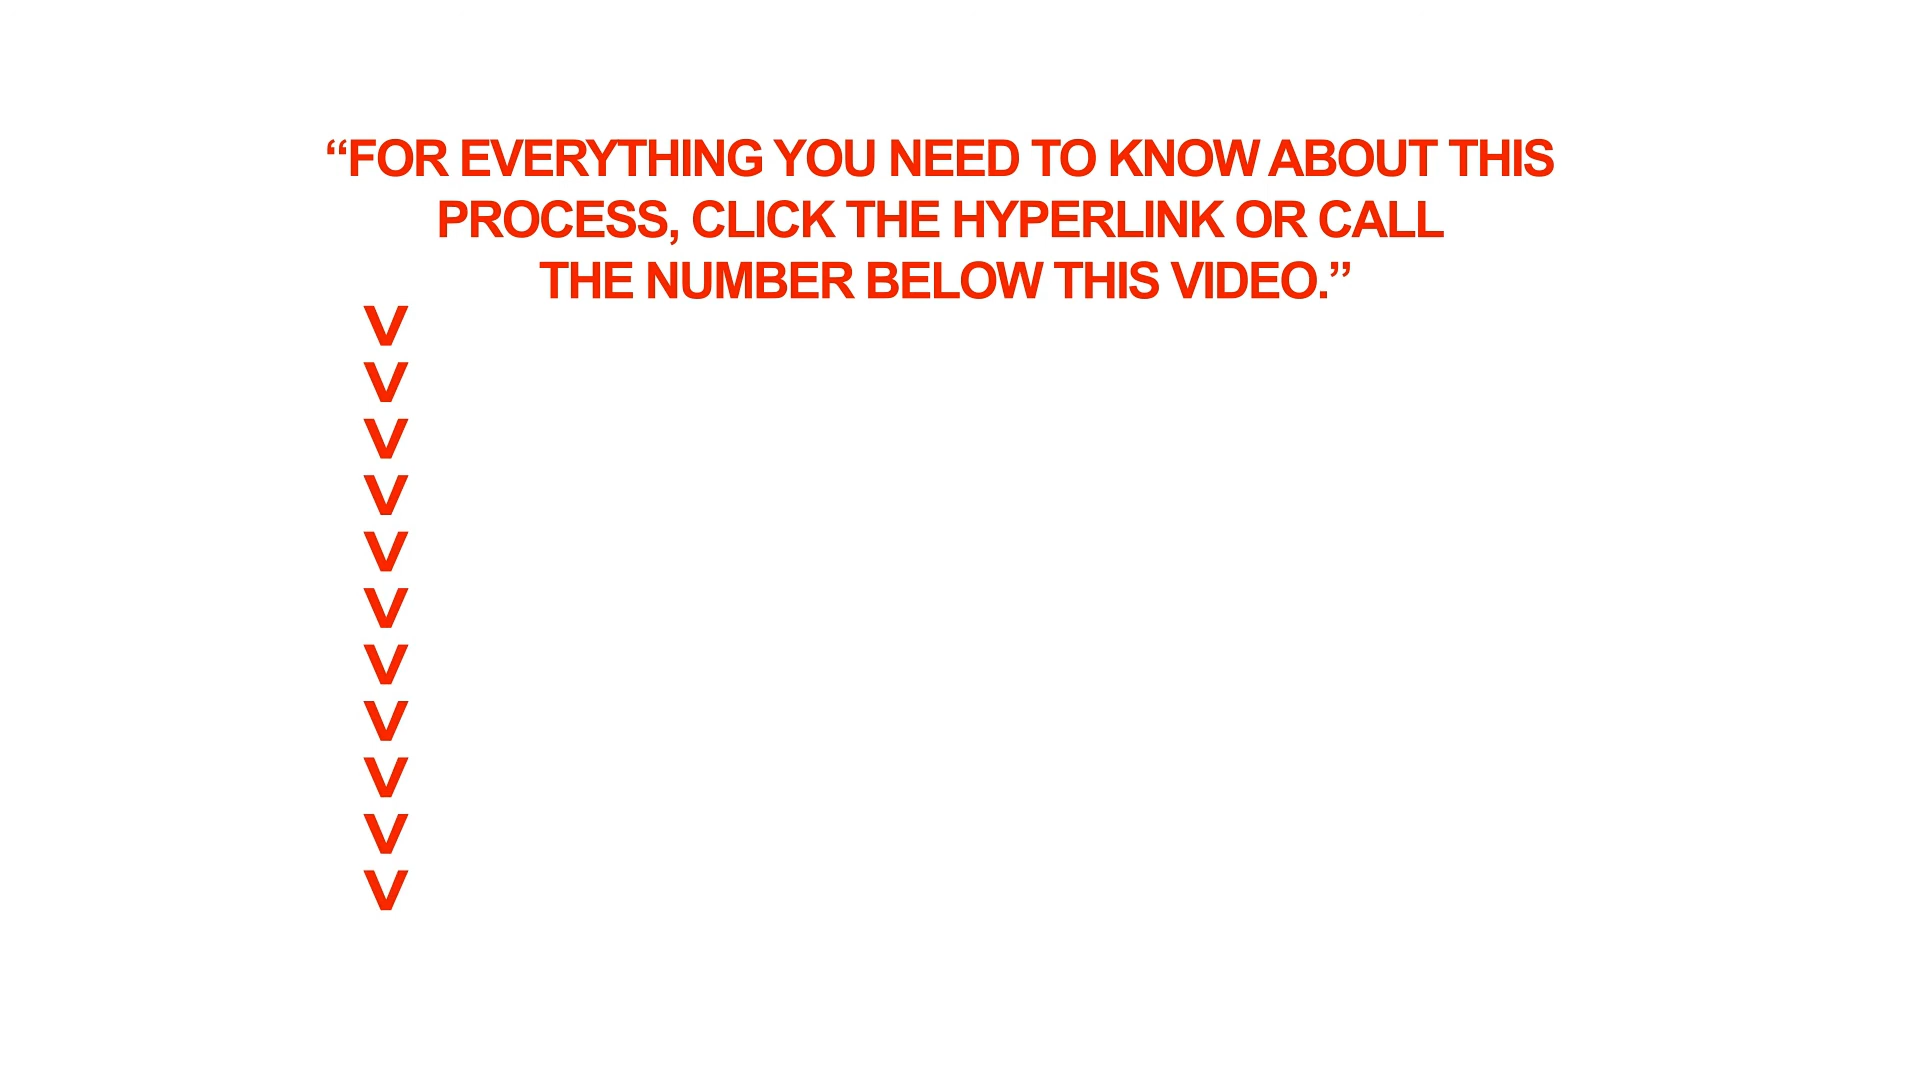 “FOR EVERYTHING YOU NEED TO KNOW ABOUT THIS
PROCESS, CLICK THE HYPERLINK OR CALL
THE NUMBER BELOW THIS VIDEO.”
V
V
V
V
V
V
V
V
V
V
V